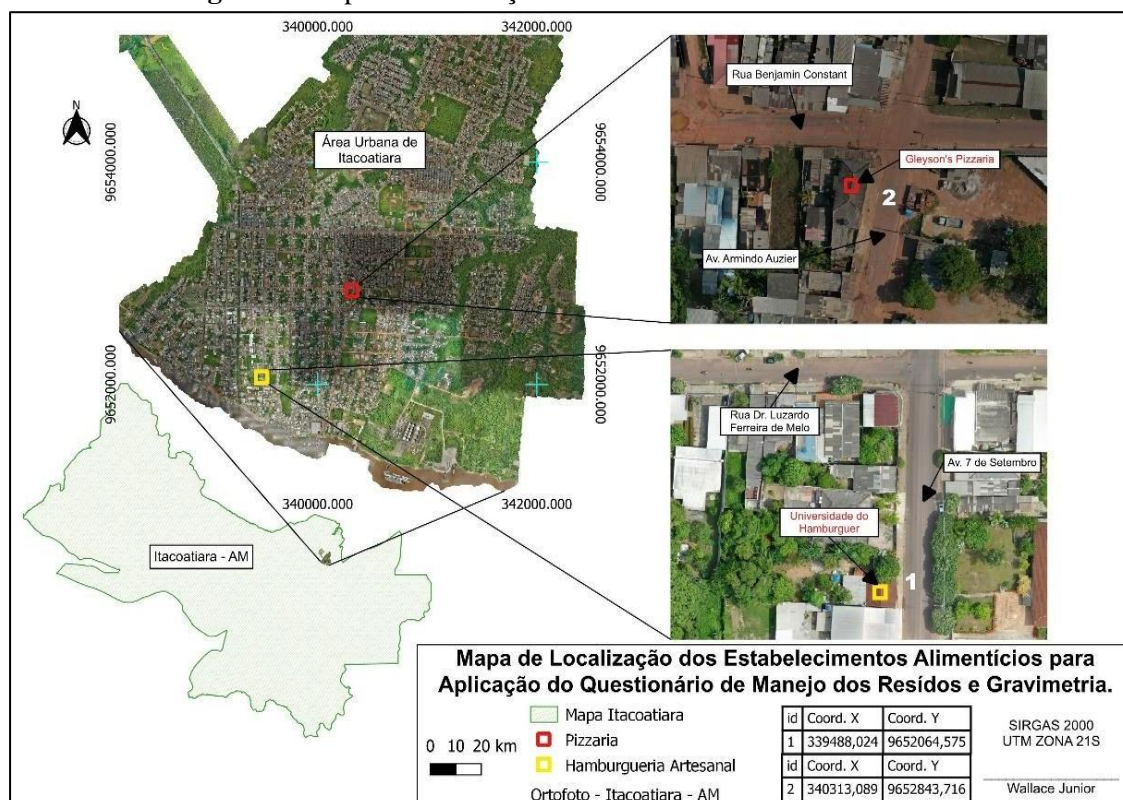 340000.000
342000.000
N
9654000.000
9654000.000
Área Urbana de
Itacoatiara
9652000.000
9652000.000
340000.000
342000.000
Itacoatiara - AM
Rua Benjamin Constant
Gleyson's Pizzaria
2
Av. Armindo Auzier
Rua Dr. Luzardo
Ferreira de Melo
Av. 7 de Setembro
Universidade do
Hamburguer
1
Mapa de Localização dos Estabelecimentos Alimentícios para
Aplicação do Questionário de Manejo dos Resídos e Gravimetria.
Mapa Itacoatiara
0 10 20 km
Pizzaria
Hamburgueria Artesanal
Ortofoto - Itacoatiara - AM
id Coord. X Coord. Y
1 339488,024 9652064,575
id Coord. X Coord. Y
2 340313,089 9652843,716
SIRGAS 2000
UTM ZONA 21S
Wallace Junior